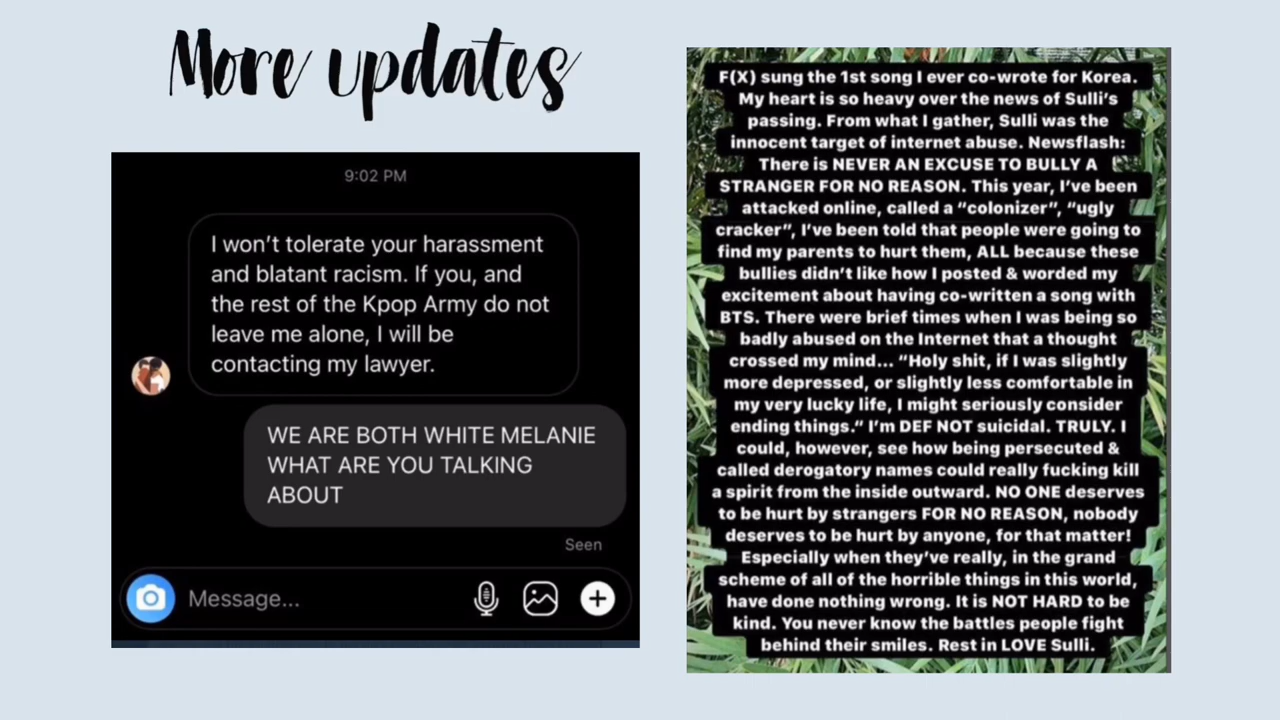 More updates
9:02 PM
I won't tolerate your harassment
and blatant racism. If you, and
the rest of the Kpop Army do not
leave me alone, I will be
contacting my lawyer.
WE ARE BOTH WHITE MELANIE
WHAT ARE YOU TALKING
ABOUT
Seen
Message...
F(X) sung the 1st song I ever co-wrote for Korea.
My heart is so heavy over the news of Sulli's
passing. From what I gather, Sulli was the
innocent target of internet abuse. Newsflash:
There is NEVER AN EXCUSE TO BULLY A
STRANGER FOR NO REASON. This year, I've been
attacked online, called a "colonizer", "ugly
cracker", I've been told that people were going to
find my parents to hurt them, ALL because these
bullies didn't like how I posted & worded my
excitement about having co-written a song with
BTS. There were brief times when I was being so
badly abused on the Internet that a thought
crossed my mind... "Holy shit, if I was slightly
more depressed, or slightly less comfortable in
my very lucky life, I might seriously consider
ending things." I'm DEF NOT suicidal. TRULY. I
could, however, see how being persecuted &
called derogatory names could really fucking kill
a spirit from the inside outward. NO ONE deserves
to be hurt by strangers FOR NO REASON, nobody
deserves to be hurt by anyone, for that matter!
Especially when they've really, in the grand
scheme of all of the horrible things in this world,
have done nothing wrong. It is NOT HARD to be
kind. You never know the battles people fight
behind their smiles. Rest in LOVE Sulli.